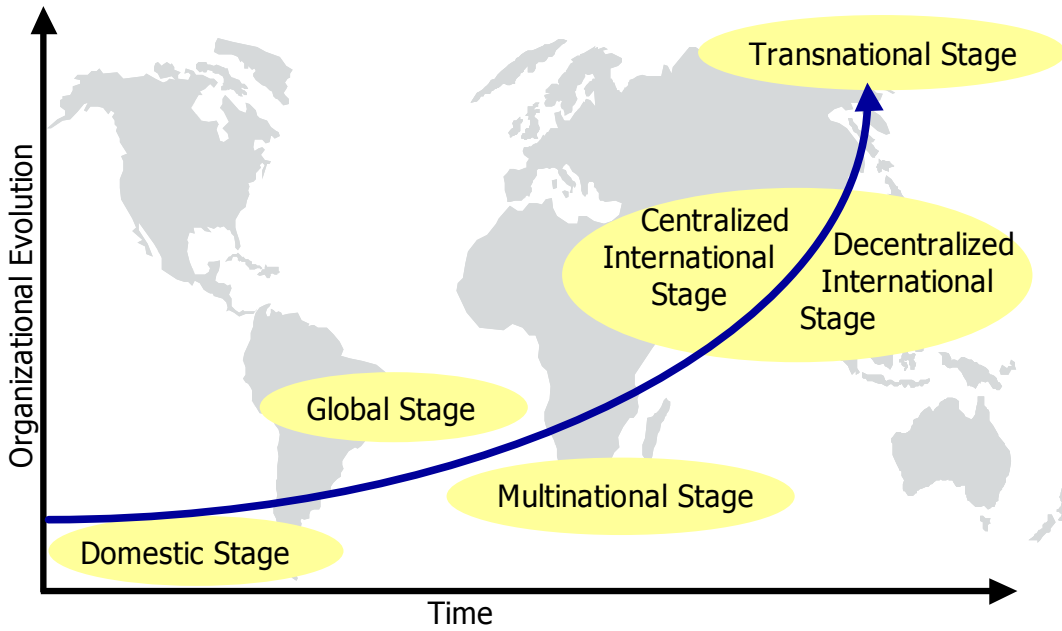 Transnational Stage
Centralized
International
Stage
Decentralized
International
Stage
Organizational Evolution
Global Stage
Multinational Stage
Domestic Stage
Time